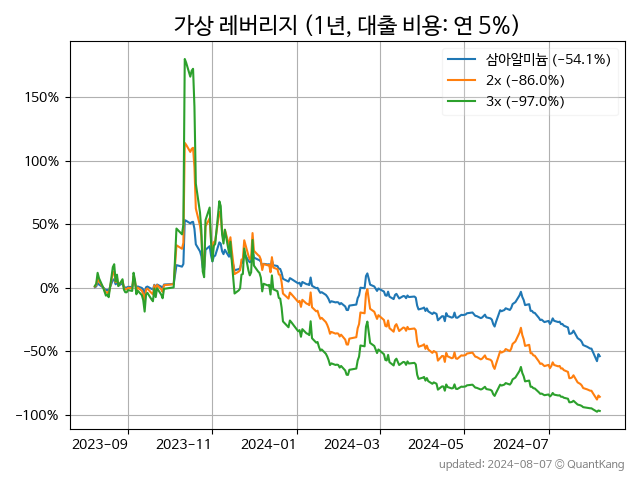 가상 레버리지 (1년, 대출 비용: 연 5%)
삼아알미늄 (-54.1%)
2x (-86.0%)
3x (-97.0%)
150%
100%
50%
0%
-50%
-100%
2023-09 2023-11 2024-01 2024-03 2024-05 2024-07
updated: 2024-08-07 © QuantKang